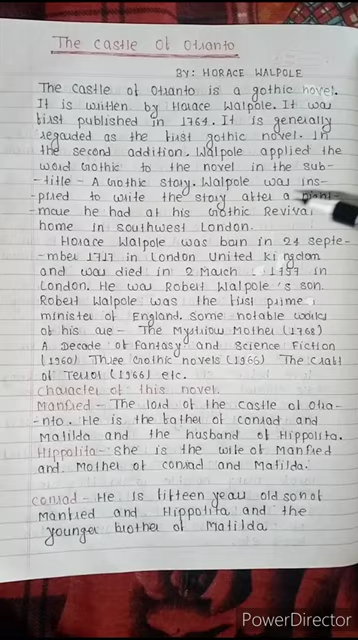 The Castle Of Otranto
BY: HORACE WALPOLE
The castle of Otranto is a gothic novel.
It is written by Horace Walpole. It was
first published in 1764. It is generally
regarded as the first gothic novel. In
the second addition. Walpole applied the
word Gothic to the novel in the sub-
-title - A Gothic story. Walpole was ins-
-pired to write the story after a night-
-mare he had at his Gothic Revival
home in southwest London.
Horace Walpole was born in 24 septe-
-mber 1717 in London United kingdom
and was died in 2 March 1797 in
London. He was Robert Walpole's son.
Robert Walpole was the first prime
minister of England. Some notable works
of his are - The Mystrious Mother (1768)
A Decade of Fantasy and Science Fiction
(1960) Three Gothic novels (1966) The Craft
of Terror (1966) etc.
Character of this novel.
Manfred - The lord of the castle of Otra-
-nto. He is the father of conrad and
Matilda and the husband of Hippolita.
Hippolita - she is the wife of Manfred
and Mother of conrad and Matilda.
conrad - He is fifteen year old son of
Manfred and Hippolita and the
younger brother of Matilda
PowerDirector